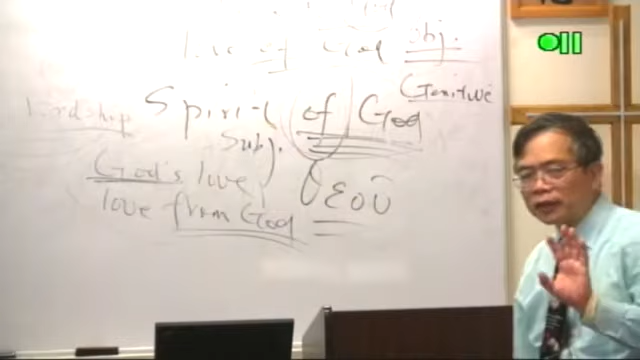 love of God obj.
Genitive
Lordship Spirit of God
subj.
God's love
θεοῦ
love from God